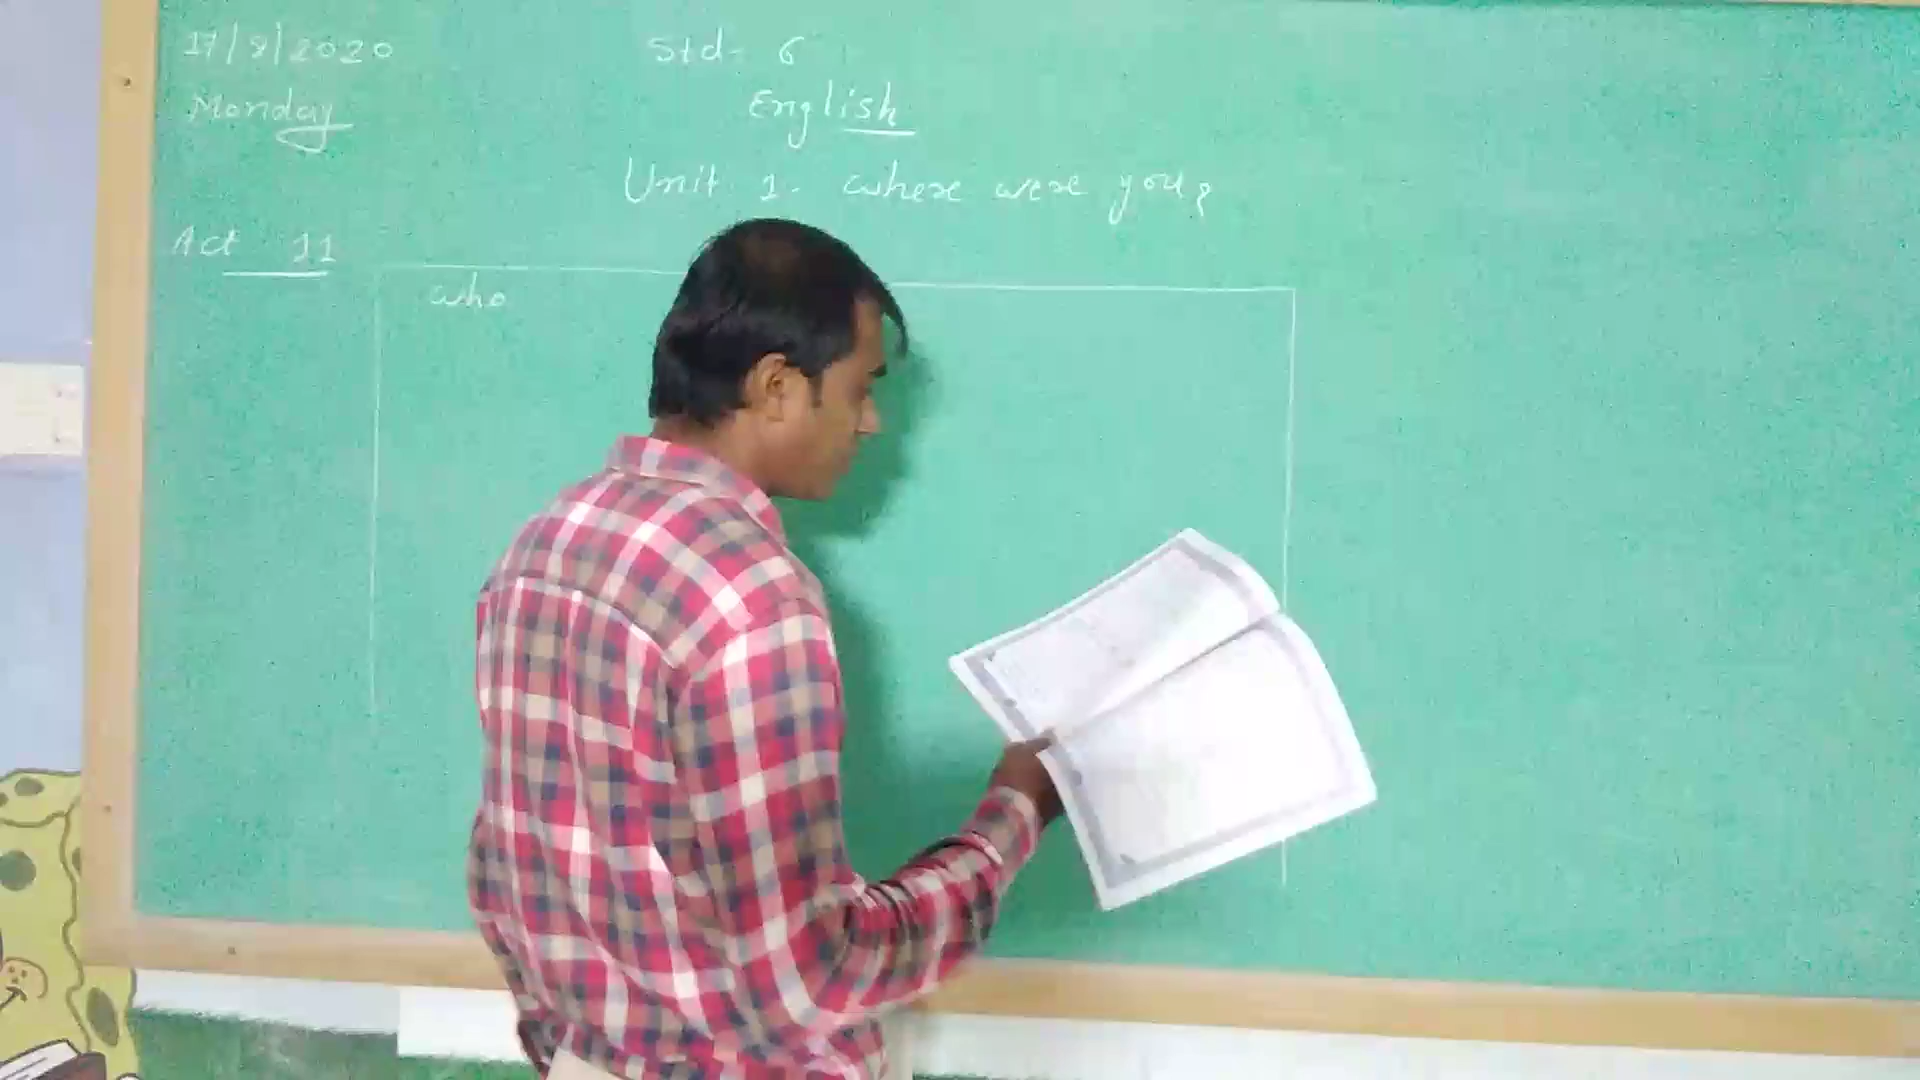 17/8/2020
Std- 6
Monday
English
Unit 1. Where were you?
Act 11
who